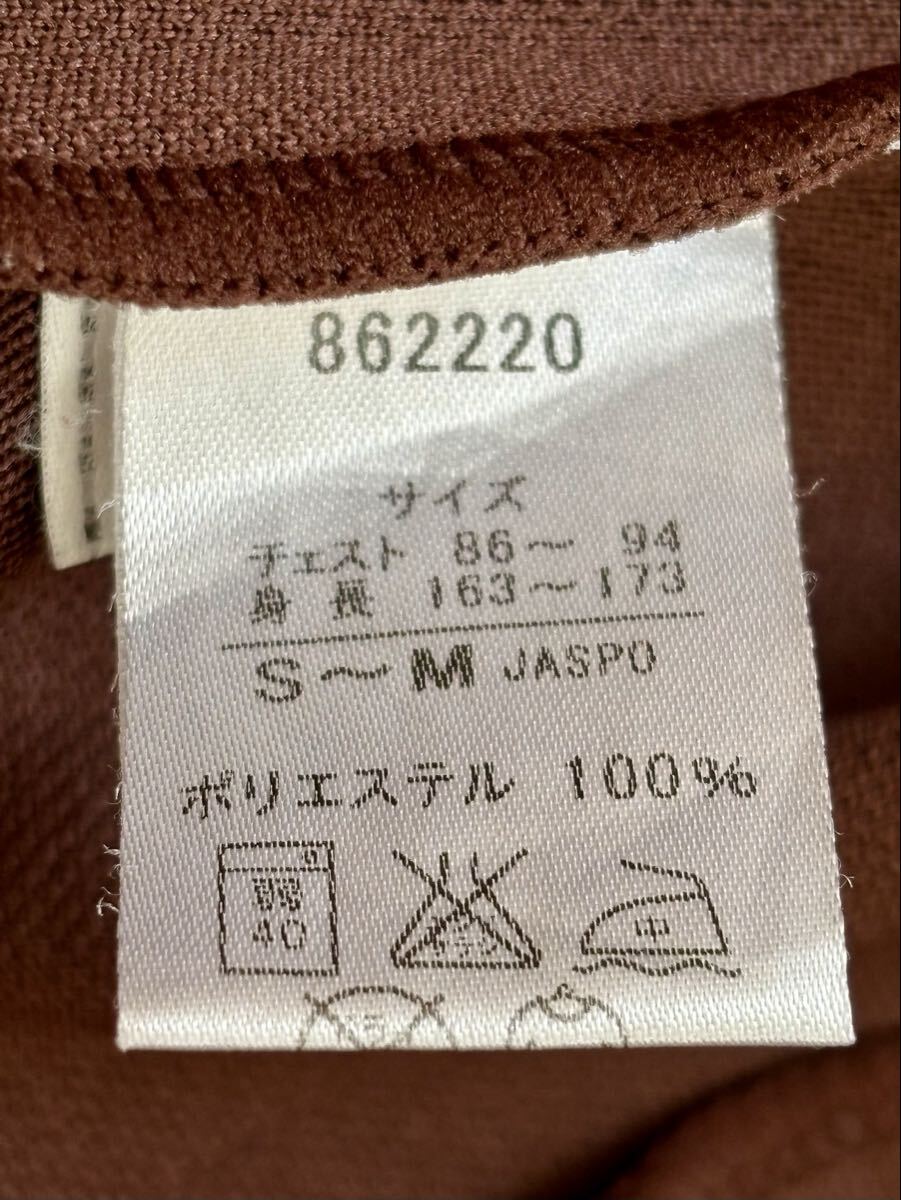 862220
サイズ
チェスト 86～ 94
身 長 163～173
S～M JASPO
ポリエステル 100%
40
中